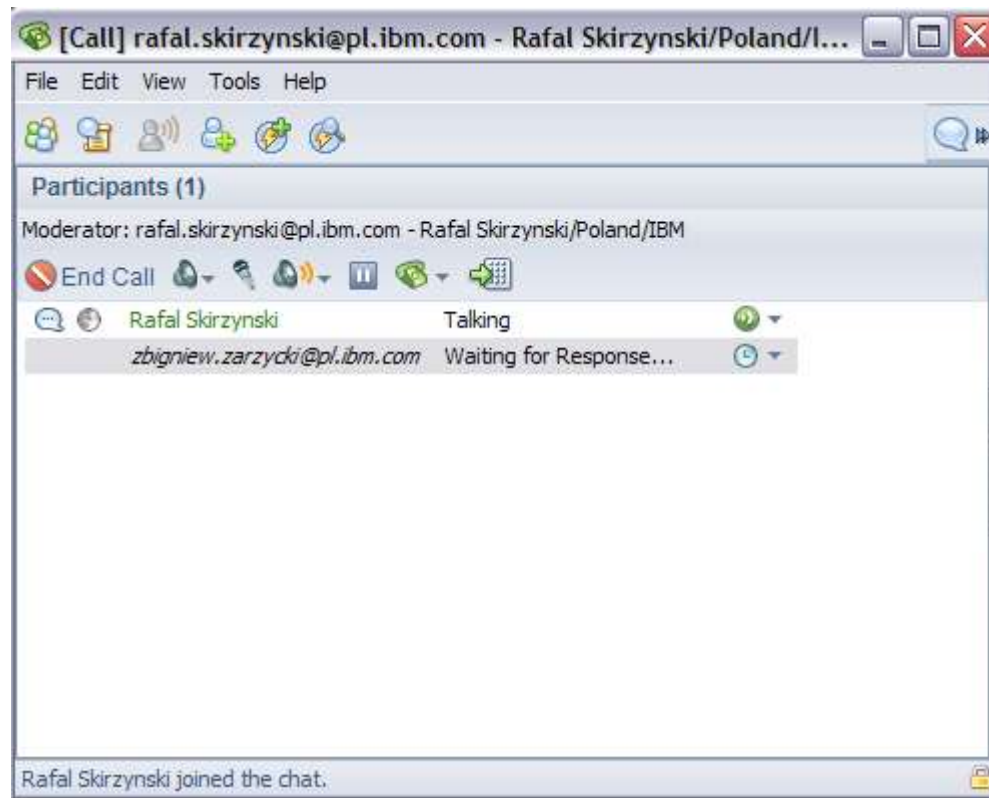 [Call] rafal.skirzynski@pl.ibm.com - Rafal Skirzynski/Poland/I...
File Edit View Tools Help
Participants (1)
Moderator: rafal.skirzynski@pl.ibm.com - Rafal Skirzynski/Poland/IBM
End Call
Rafal Skirzynski Talking
zbigniew.zarzycki@pl.ibm.com Waiting for Response...
Rafal Skirzynski joined the chat.